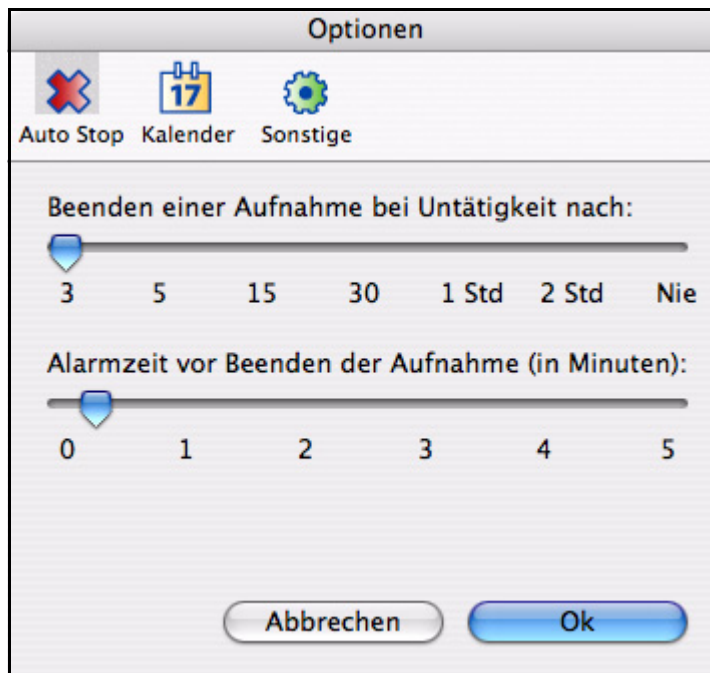 Optionen
17
Auto Stop Kalender Sonstige
Beenden einer Aufnahme bei Untätigkeit nach:
3 5 15 30 1 Std 2 Std Nie
Alarmzeit vor Beenden der Aufnahme (in Minuten):
0 1 2 3 4 5
Abbrechen Ok